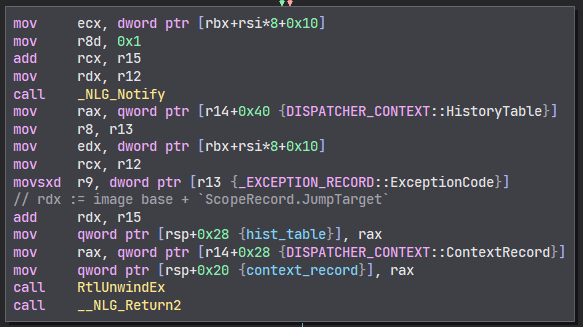 mov     ecx, dword ptr [rbx+rsi*8+0x10]
mov     r8d, 0x1
add     rcx, r15
mov     rdx, r12
call    _NLG_Notify
mov     rax, qword ptr [r14+0x40 {DISPATCHER_CONTEXT::HistoryTable}]
mov     r8, r13
mov     edx, dword ptr [rbx+rsi*8+0x10]
mov     rcx, r12
movsxd  r9, dword ptr [r13 {_EXCEPTION_RECORD::ExceptionCode}]
// rdx := image base + `ScopeRecord.JumpTarget`
add     rdx, r15
mov     qword ptr [rsp+0x28 {hist_table}], rax
mov     rax, qword ptr [r14+0x28 {DISPATCHER_CONTEXT::ContextRecord}]
mov     qword ptr [rsp+0x20 {context_record}], rax
call    RtlUnwindEx
call    __NLG_Return2